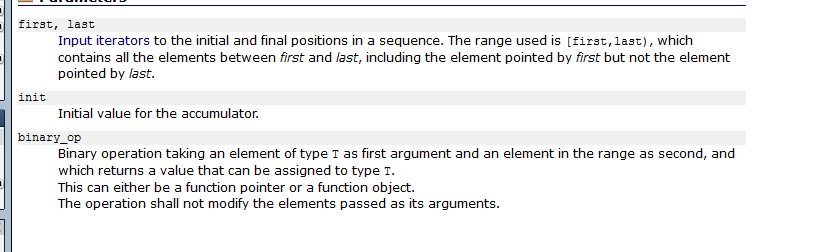 Parameters
first, last
Input iterators to the initial and final positions in a sequence. The range used is [first,last), which
contains all the elements between first and last, including the element pointed by first but not the element
pointed by last.
init
Initial value for the accumulator.
binary_op
Binary operation taking an element of type T as first argument and an element in the range as second, and
which returns a value that can be assigned to type T.
This can either be a function pointer or a function object.
The operation shall not modify the elements passed as its arguments.